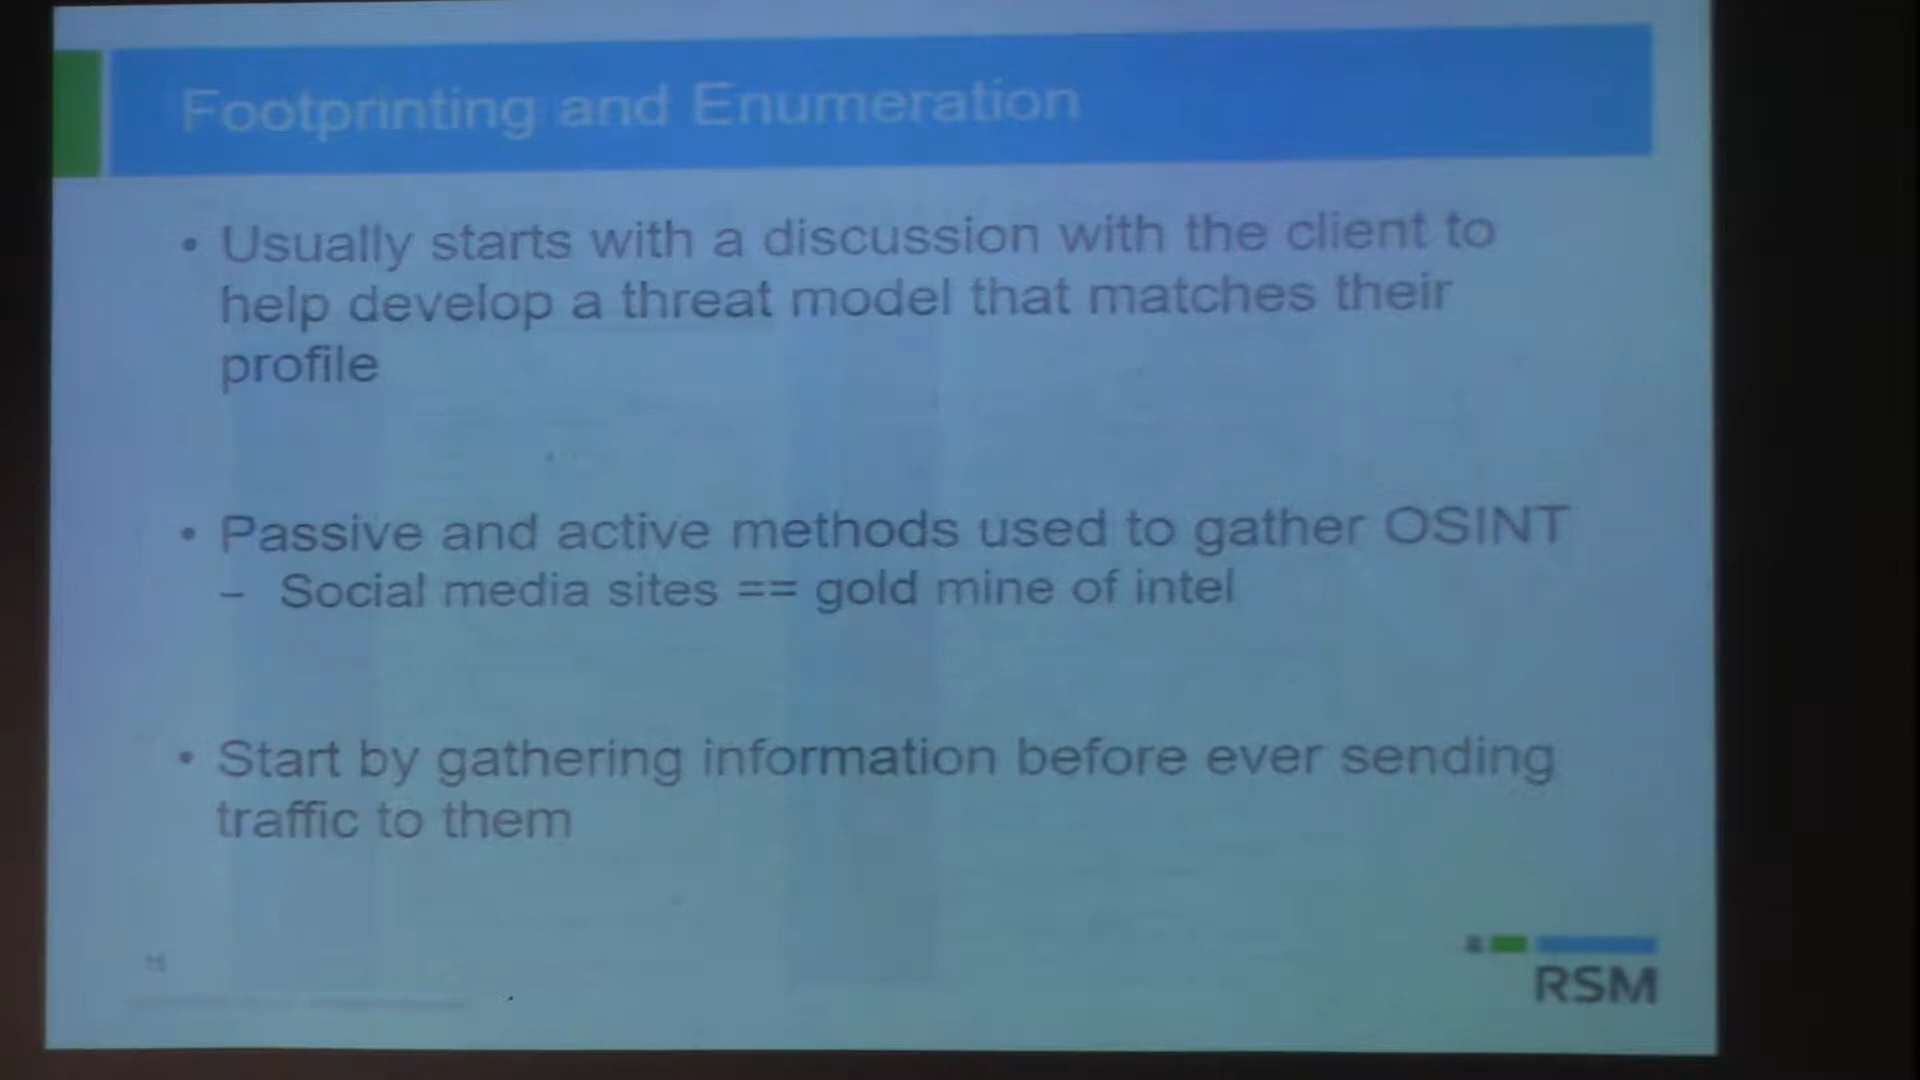 Footprinting and Enumeration
• Usually starts with a discussion with the client to
help develop a threat model that matches their
profile
• Passive and active methods used to gather OSINT
– Social media sites == gold mine of intel
• Start by gathering information before ever sending
traffic to them
15
RSM